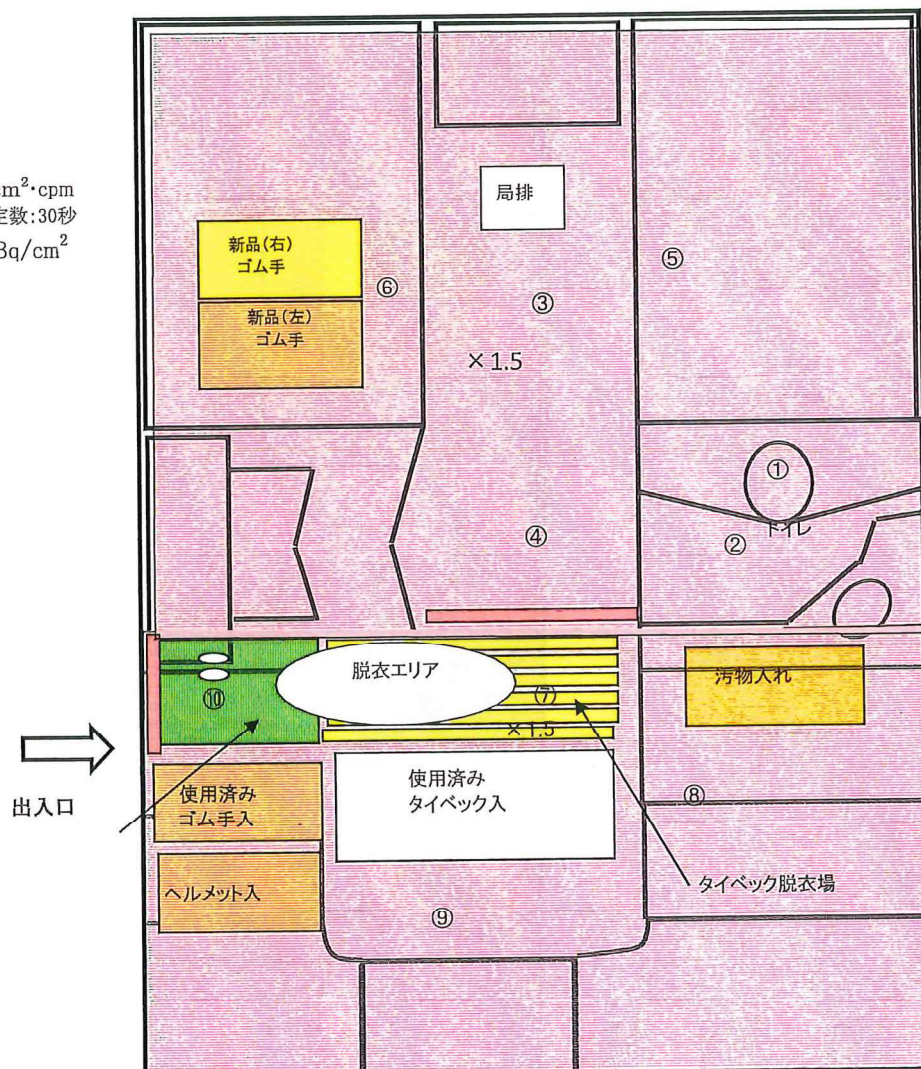 cm²・cpm
定数:30秒
Bq/cm²
局排
新品(右)
ゴム手
⑥
⑤
③
新品(左)
ゴム手
×1.5
①
トイレ
④
②
脱衣エリア
汚物入れ
⑩
⑦
×1.5
出入口
使用済み
ゴム手入
使用済み
タイベック入
⑧
ヘルメット入
タイベック脱衣場
⑨